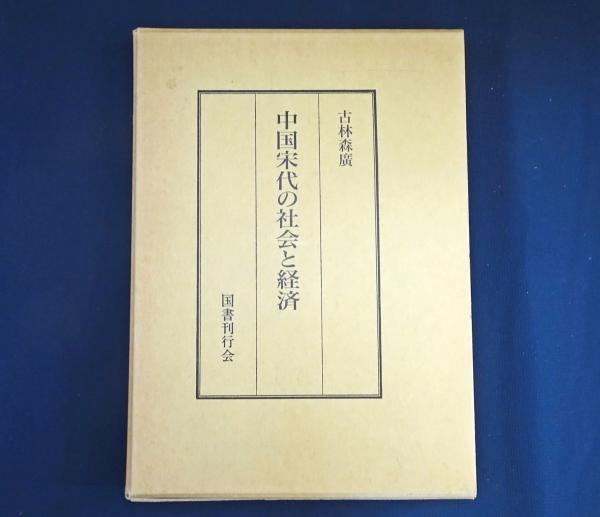 古林森廣
中国宋代の社会と経済
国書刊行会